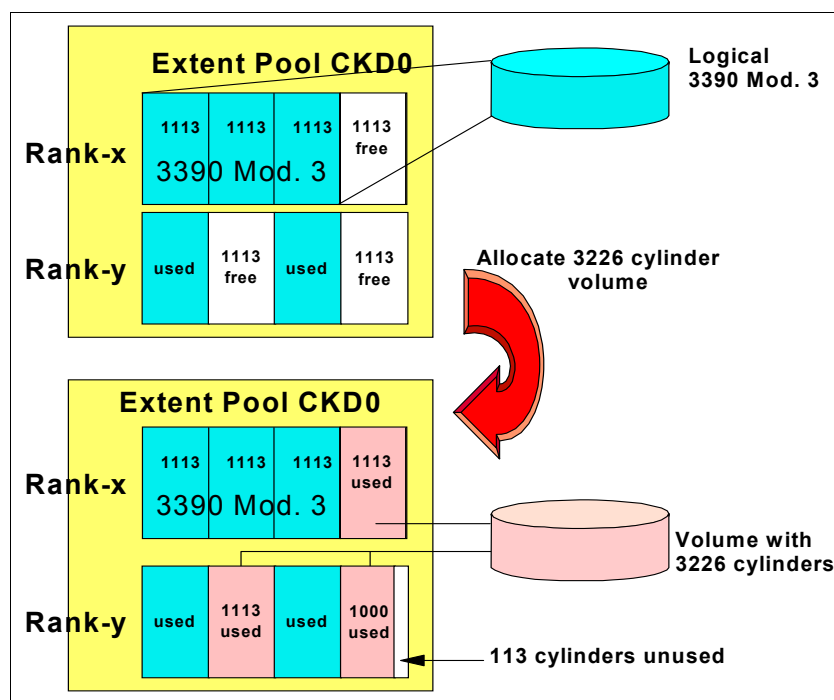 Extent Pool CKD0
Logical
3390 Mod. 3
1113 1113 1113 1113
free
Rank-x
3390 Mod. 3
Rank-y
used 1113 used 1113
free free
Allocate 3226 cylinder
volume
Extent Pool CKD0
1113 1113 1113 1113
used
Rank-x
3390 Mod. 3
Volume with
3226 cylinders
Rank-y
used 1113 used 1000
used used
113 cylinders unused